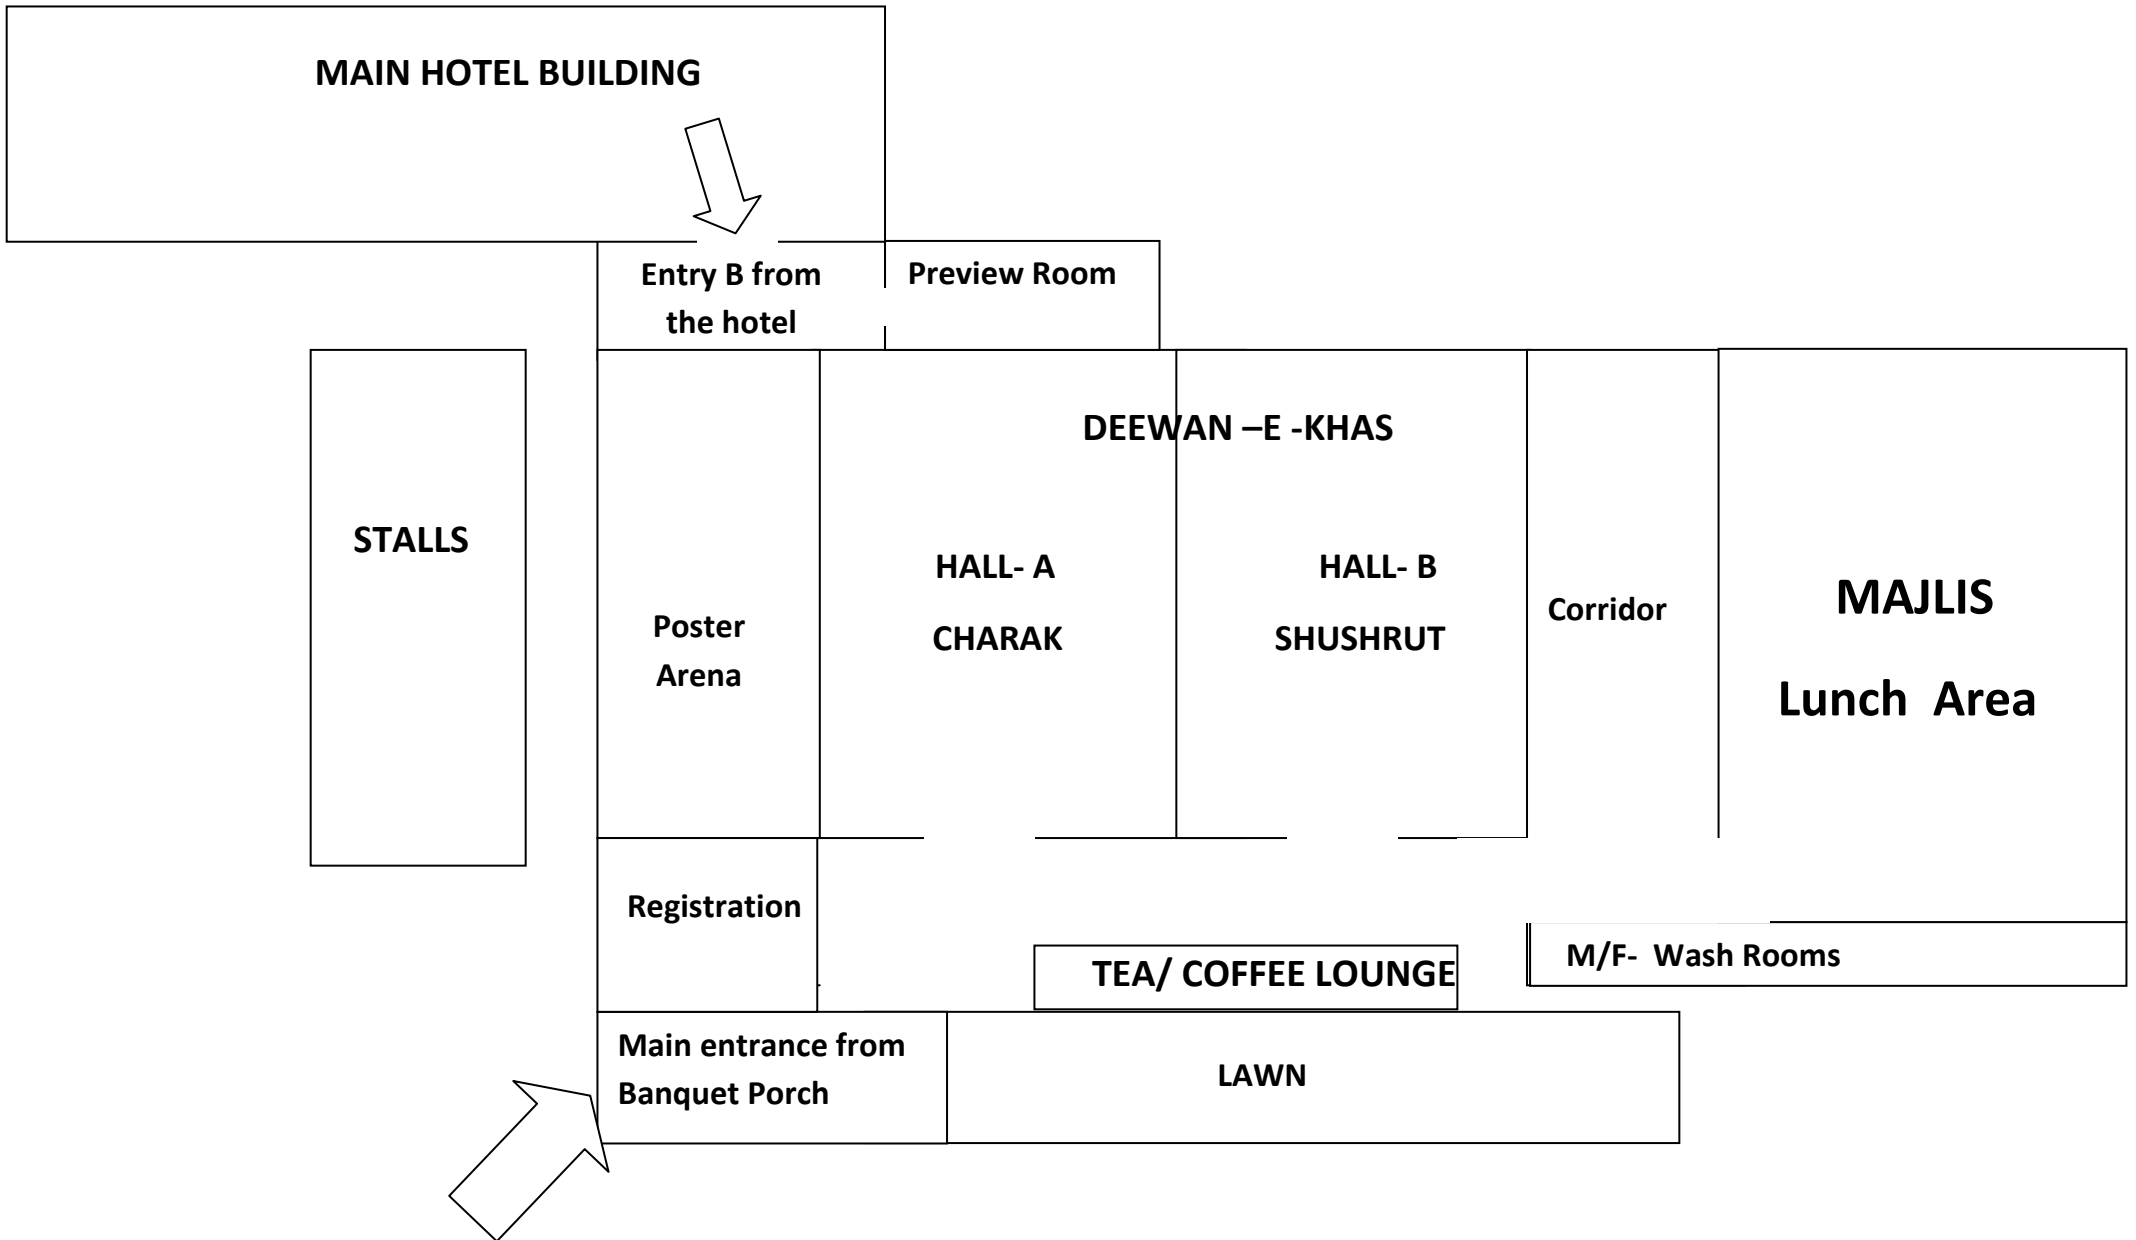 MAIN HOTEL BUILDING
Entry B from
the hotel
Preview Room
DEEWAN –E -KHAS
STALLS
HALL- A
CHARAK
HALL- B
SHUSHRUT
Poster
Arena
Corridor
MAJLIS
Lunch Area
Registration
TEA/ COFFEE LOUNGE
M/F- Wash Rooms
Main entrance from
Banquet Porch
LAWN